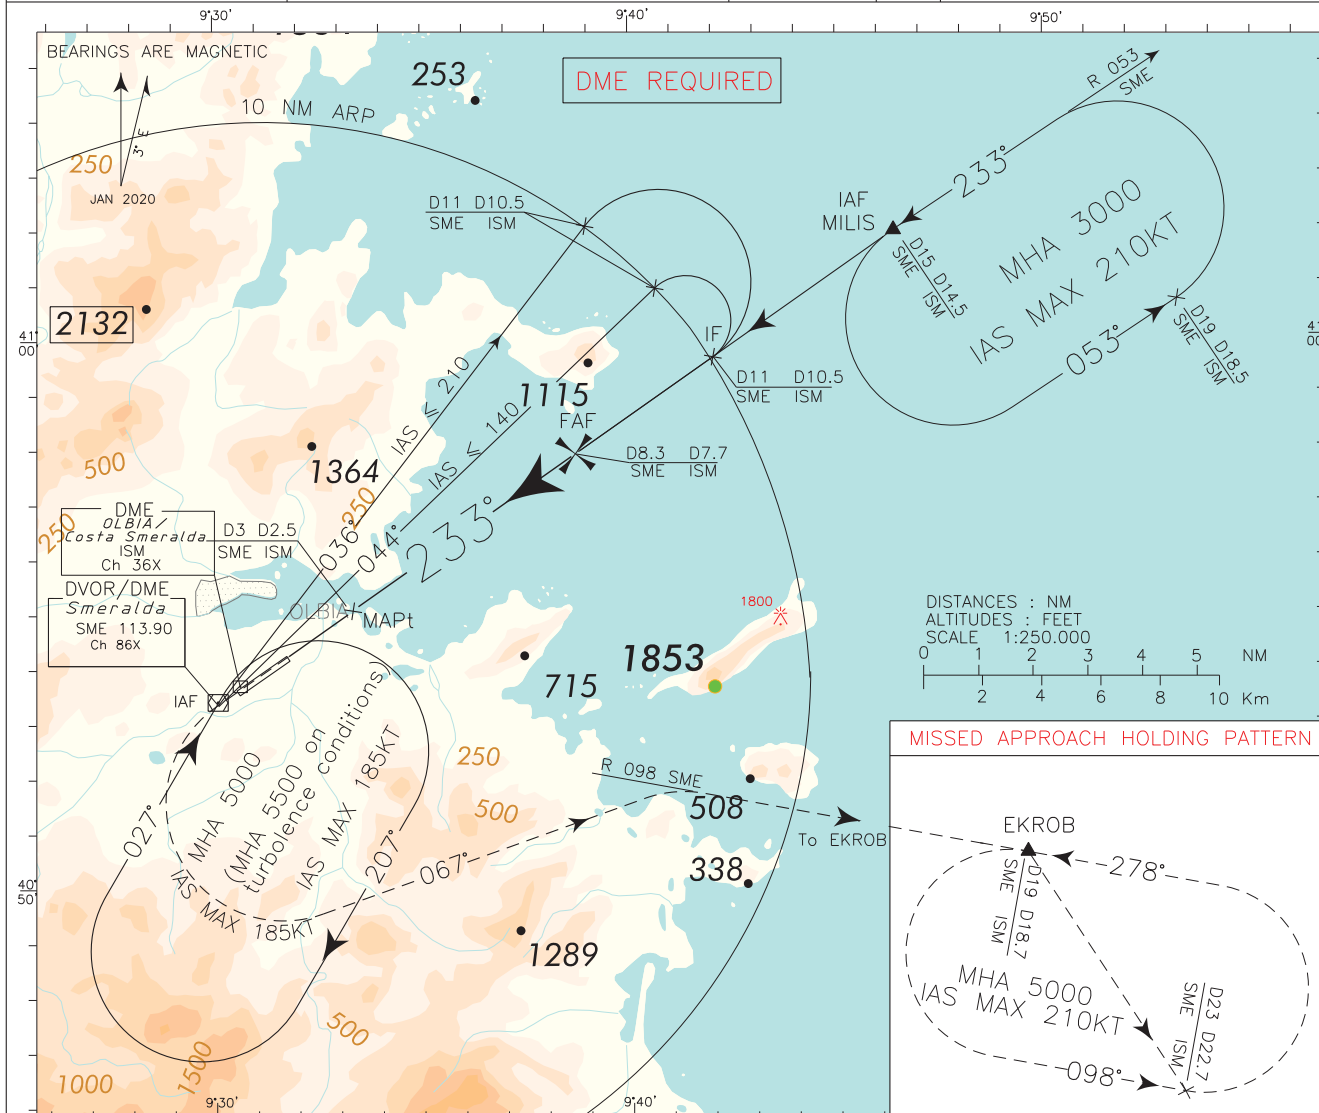 9°30'
9°40'
9°50'
BEARINGS ARE MAGNETIC
253
DME REQUIRED
R 053
SME
10 NM ARP
3° E
250
JAN 2020
D11 D10.5
SME ISM
IAF
MILIS
233°
MHA 3000
IAS MAX 210KT
D15 D14.5
SME ISM
D19 D18.5
SME ISM
053°
2132
41
00'
41
00'
IF
1115
D11 D10.5
SME ISM
IAS ≤ 210
IAS ≤ 140
FAF
D8.3 D7.7
SME ISM
1364
500
250
250
DME
OLBIA/
Costa Smeralda
ISM
Ch 36X
D3 D2.5
SME ISM
036°
044°
233°
DVOR/DME
Smeralda
SME 113.90
Ch 86X
OLBIA
MAPt
1800
DISTANCES : NM
ALTITUDES : FEET
SCALE 1:250.000
0 1 2 3 4 5 NM
2 4 6 8 10 Km
1853
715
IAF
MHA 5000
(MHA 5500 on
turbolence conditions)
IAS MAX 185KT
250
500
R 098 SME
508
To EKROB
MISSED APPROACH HOLDING PATTERN
027°
207°
067°
IAS MAX 185KT
338
40
50'
1289
EKROB
278°
D19 D18.7
SME ISM
MHA 5000
IAS MAX 210KT
D23 D22.7
SME ISM
098°
500
1000
1500
9°30'
9°40'